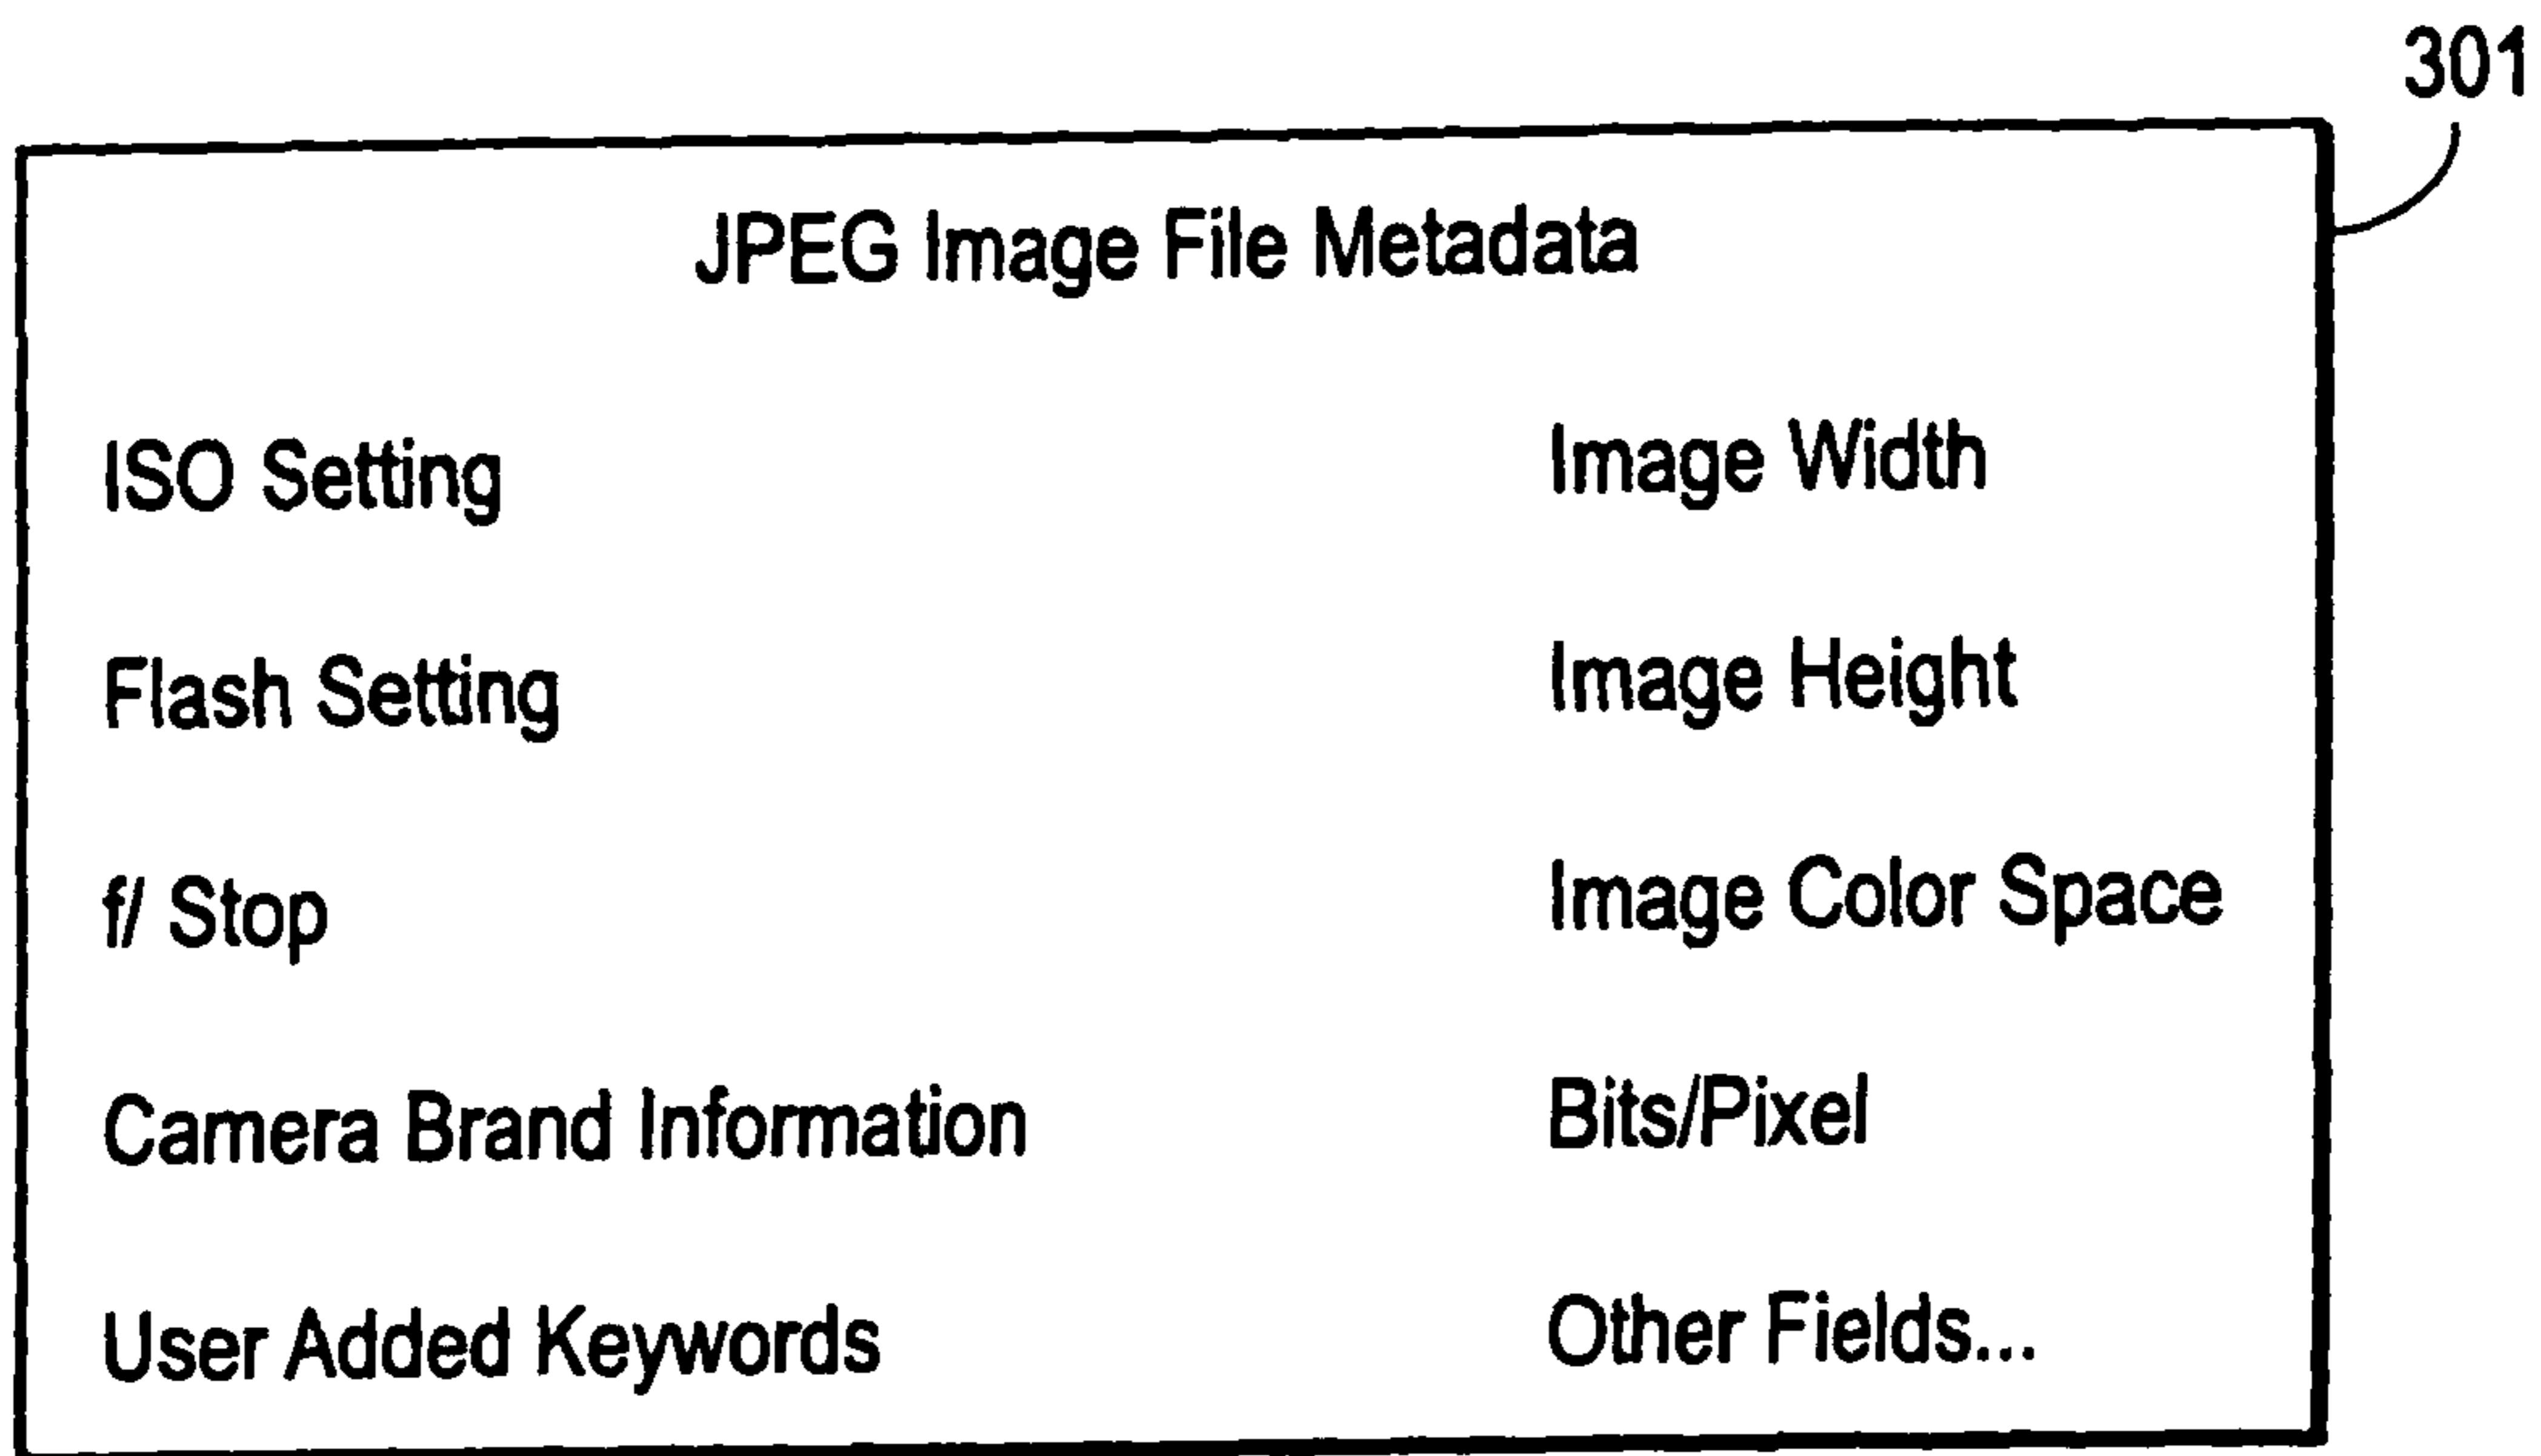 301
JPEG Image File Metadata
ISO Setting
Image Width
Flash Setting
Image Height
f/ Stop
Image Color Space
Camera Brand Information
Bits/Pixel
User Added Keywords
Other Fields...